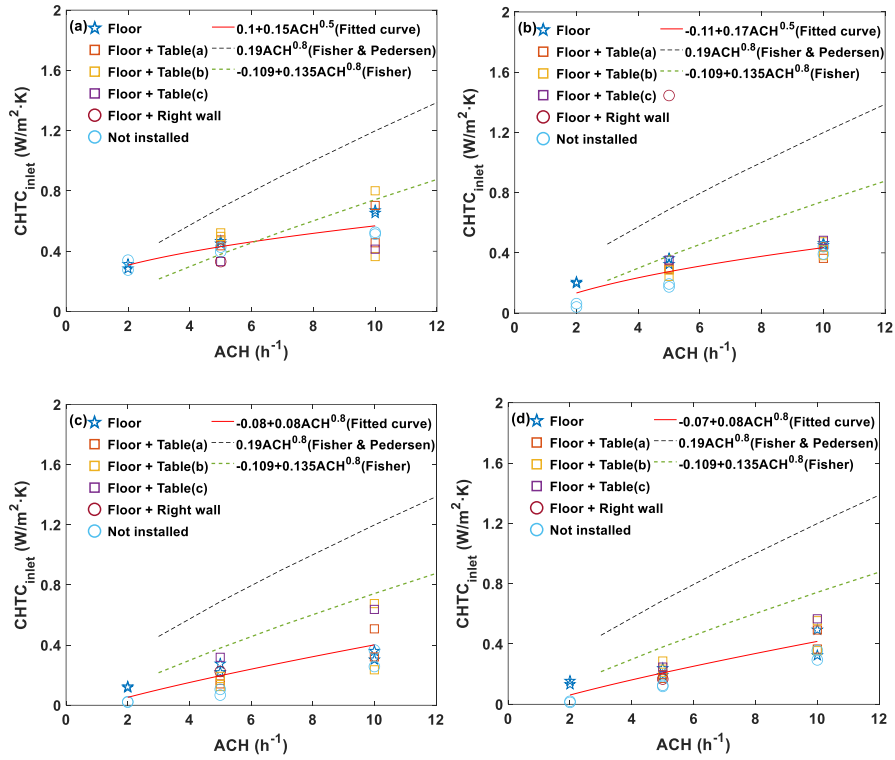 (a) Floor 0.1+0.15ACH^0.5(Fitted curve)
Floor + Table(a) 0.19ACH^0.8(Fisher & Pedersen)
Floor + Table(b) -0.109+0.135ACH^0.8(Fisher)
Floor + Table(c)
Floor + Right wall
Not installed
2
1.6
1.2
0.8
0.4
0
CHTC_inlet (W/m²·K)
0 2 4 6 8 10 12
ACH (h^-1)
(b) Floor -0.11+0.17ACH^0.5(Fitted curve)
Floor + Table(a) 0.19ACH^0.8(Fisher & Pedersen)
Floor + Table(b) -0.109+0.135ACH^0.8(Fisher)
Floor + Table(c)
Floor + Right wall
Not installed
2
1.6
1.2
0.8
0.4
0
CHTC_inlet (W/m²·K)
0 2 4 6 8 10 12
ACH (h^-1)
(c) Floor -0.08+0.08ACH^0.8(Fitted curve)
Floor + Table(a) 0.19ACH^0.8(Fisher & Pedersen)
Floor + Table(b) -0.109+0.135ACH^0.8(Fisher)
Floor + Table(c)
Floor + Right wall
Not installed
2
1.6
1.2
0.8
0.4
0
CHTC_inlet (W/m²·K)
0 2 4 6 8 10 12
ACH (h^-1)
(d) Floor -0.07+0.08ACH^0.8(Fitted curve)
Floor + Table(a) 0.19ACH^0.8(Fisher & Pedersen)
Floor + Table(b) -0.109+0.135ACH^0.8(Fisher)
Floor + Table(c)
Floor + Right wall
Not installed
2
1.6
1.2
0.8
0.4
0
CHTC_inlet (W/m²·K)
0 2 4 6 8 10 12
ACH (h^-1)